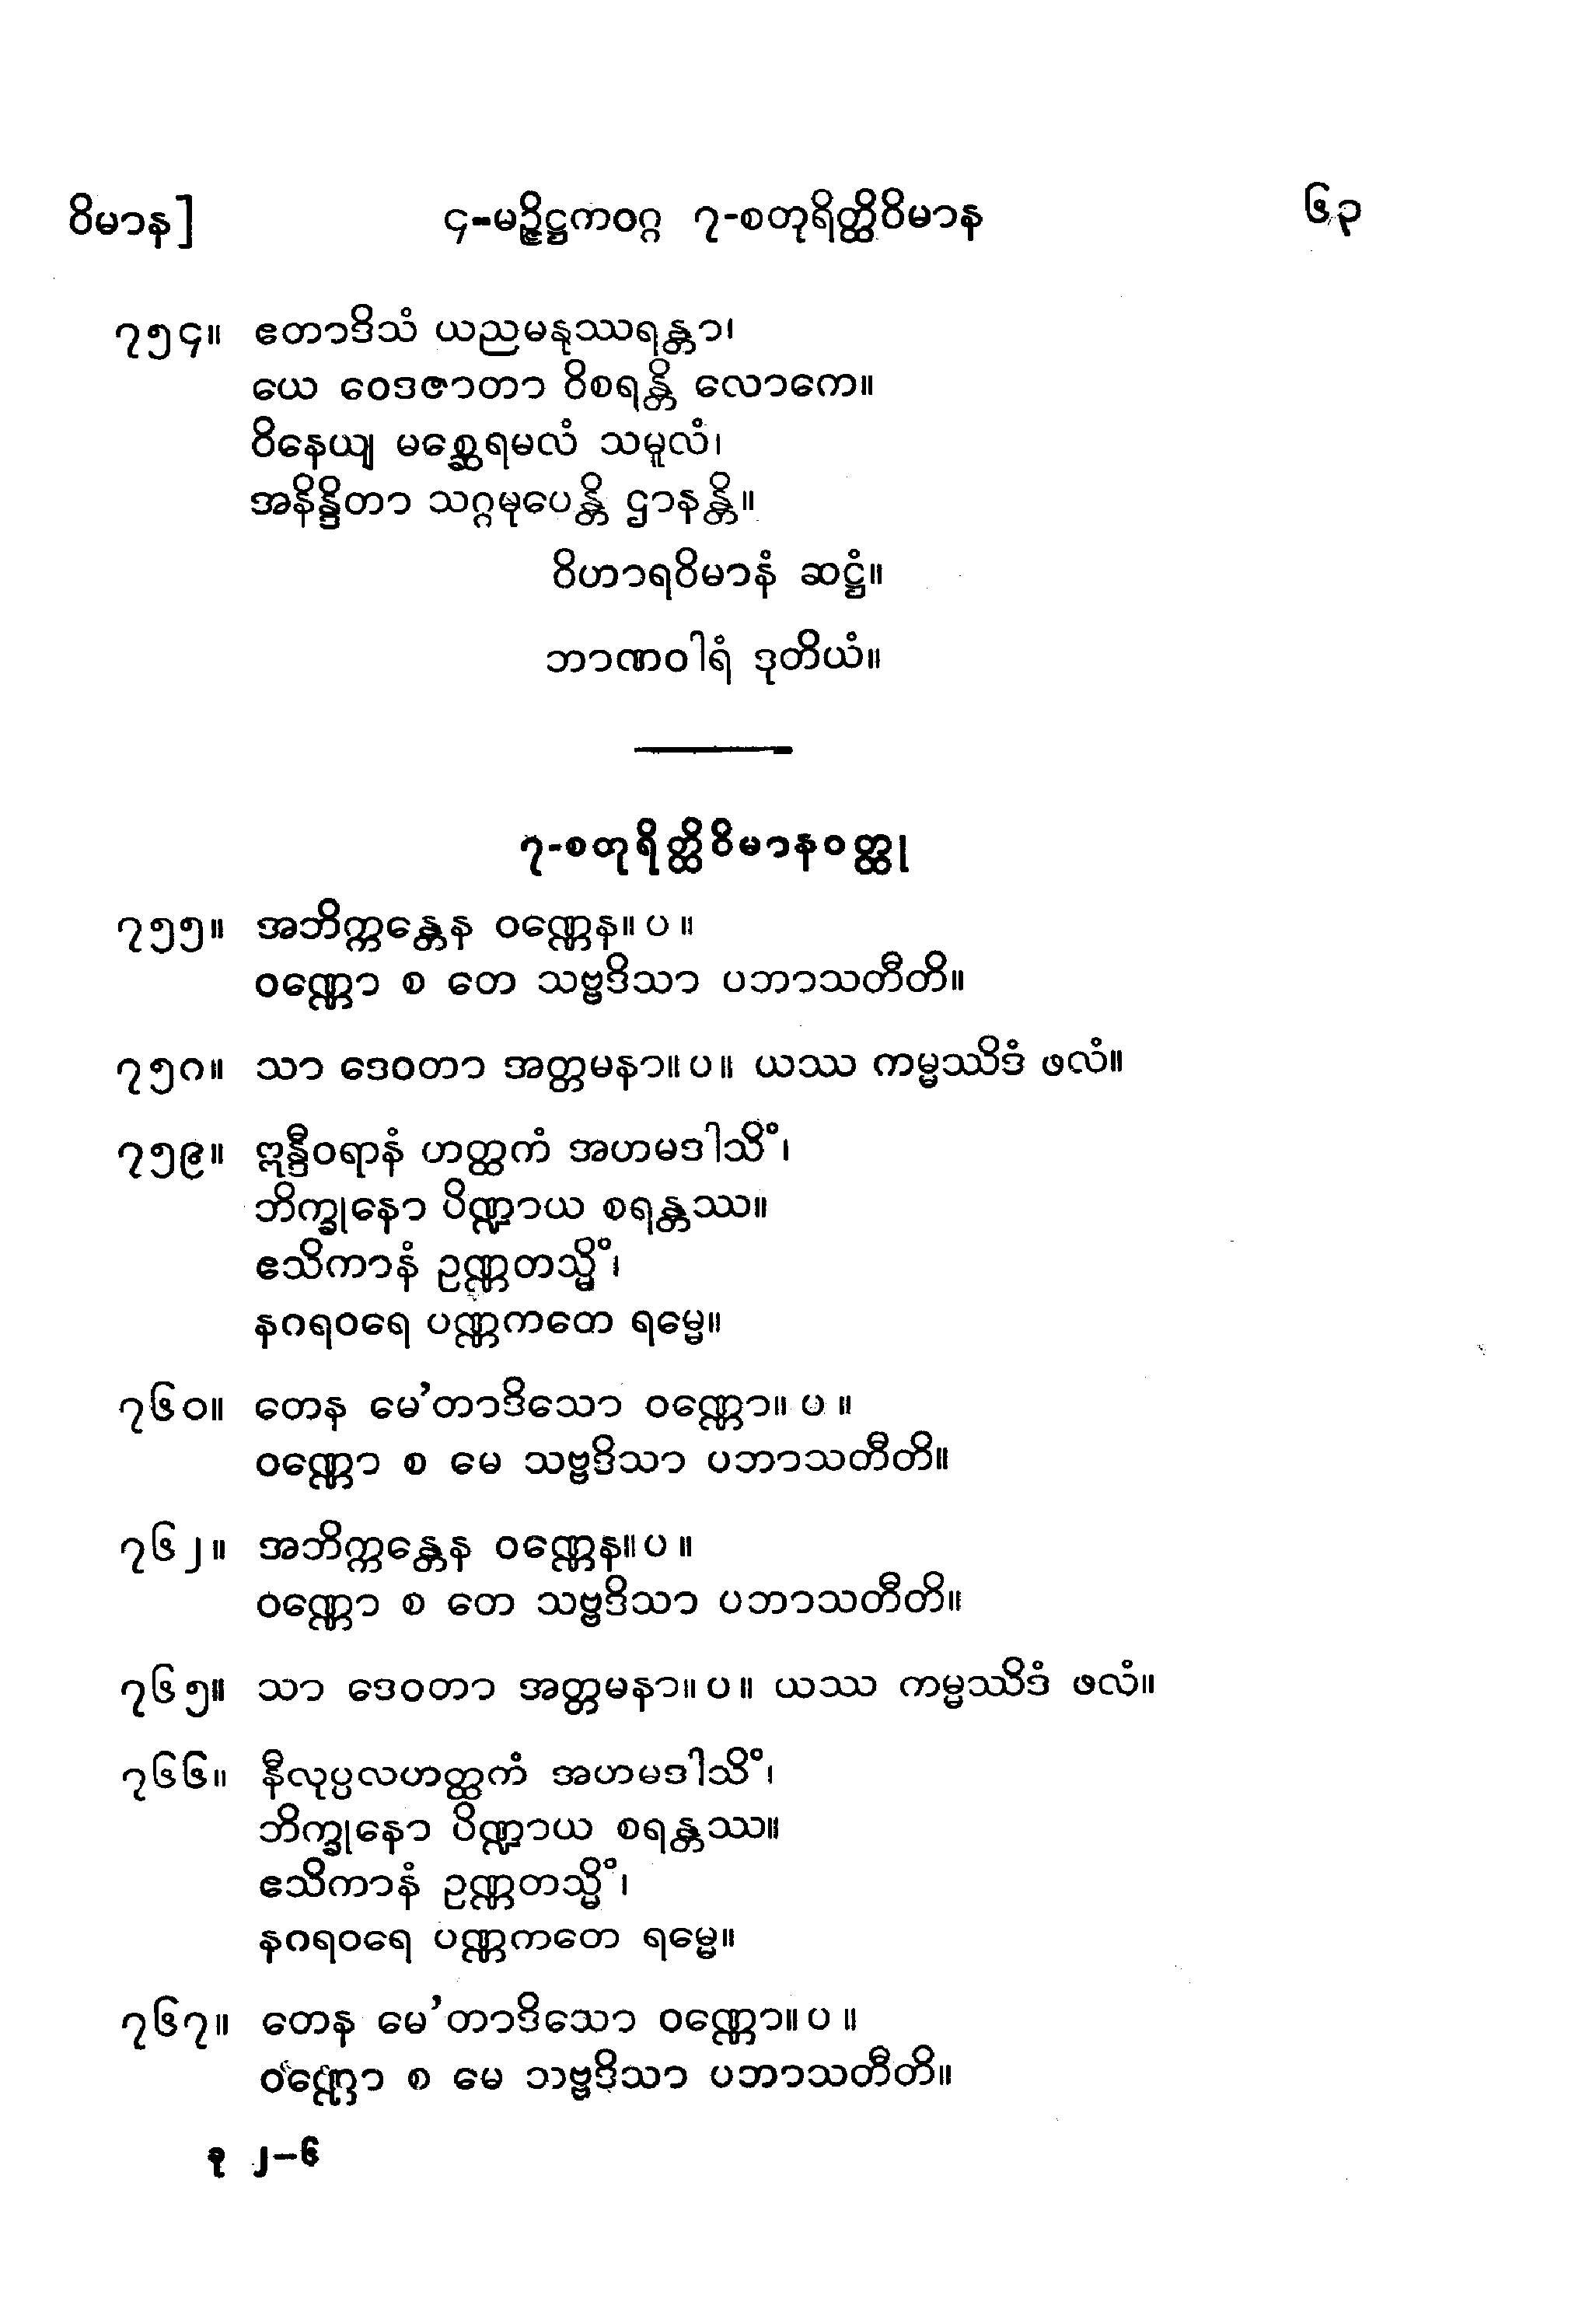 ဝိမာန]	၄-မဉ္ဇိဋ္ဌကဝဂ္ဂ ၇-စတုရိတ္ထိဝိမာန	၆၃
၇၅၄။ ဧတာဒိသံ ယညမနုဿရန္တာ၊
ယေ ဝေဒဇာတာ ဝိစရန္တိ လောကေ။
ဝိနေယျ မစ္ဆေရမလံ သမူလံ၊
အနိန္ဒိတာ သဂ္ဂမုပေန္တိ ဌာနန္တိ။
ဝိဟာရဝိမာနံ ဆဋ္ဌံ။
ဘာဏဝါရံ ဒုတိယံ။
၇-စတုရိတ္ထိဝိမာနဝတ္ထု
၇၅၅။ အဘိက္ကန္တေန ဝဏ္ဏေန။ပ။
ဝဏ္ဏော စ တေ သဗ္ဗဒိသာ ပဘာသတီတိ။
၇၅၈။ သာ ဒေဝတာ အတ္တမနာ။ပ။ ယဿ ကမ္မဿိဒံ ဖလံ။
၇၅၉။ ဣန္ဒီဝရာနံ ဟတ္ထကံ အဟမဒါသိံ၊
ဘိက္ခုနော ပိဏ္ဍာယ စရန္တဿ။
ဧသိကာနံ ဥဏ္ဏတသ္မိံ၊
နဂရဝရေ ပဏ္ဏကတေ ရမ္မေ။
၇၆၀။ တေန မေ’တာဒိသော ဝဏ္ဏော။ပ။
ဝဏ္ဏော စ မေ သဗ္ဗဒိသာ ပဘာသတီတိ။
၇၆၂။ အဘိက္ကန္တေန ဝဏ္ဏေန။ပ။
ဝဏ္ဏော စ တေ သဗ္ဗဒိသာ ပဘာသတီတိ။
၇၆၅။ သာ ဒေဝတာ အတ္တမနာ။ပ။ ယဿ ကမ္မဿိဒံ ဖလံ။
၇၆၆။ နီလုပ္ပလဟတ္ထကံ အဟမဒါသိံ၊
ဘိက္ခုနော ပိဏ္ဍာယ စရန္တဿ။
ဧသိကာနံ ဥဏ္ဏတသ္မိံ၊
နဂရဝရေ ပဏ္ဏကတေ ရမ္မေ။
၇၆၇။ တေန မေ’တာဒိသော ဝဏ္ဏော။ပ။
ဝဏ္ဏော စ မေ သဗ္ဗဒိသာ ပဘာသတီတိ။
ခု ၂-၆